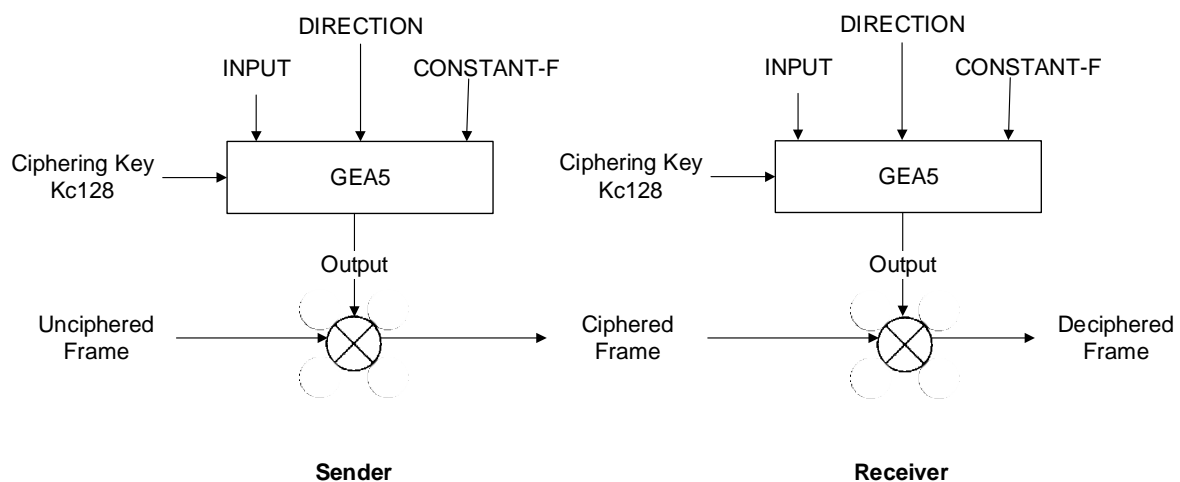 DIRECTION
INPUT
CONSTANT-F
Ciphering Key
Kc128
GEA5
Output
Unciphered
Frame
Ciphered
Frame
Sender
DIRECTION
INPUT
CONSTANT-F
Ciphering Key
Kc128
GEA5
Output
Deciphered
Frame
Receiver